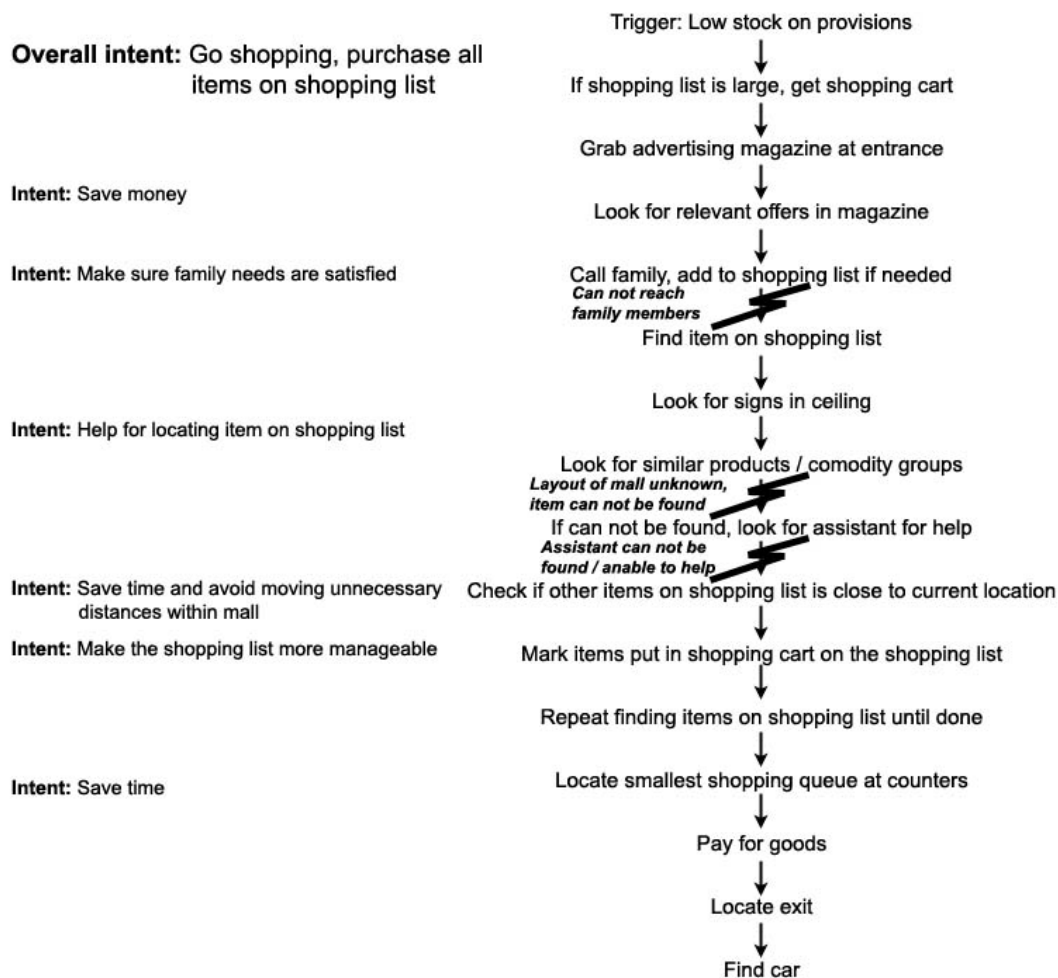 Trigger: Low stock on provisions
Overall intent: Go shopping, purchase all
items on shopping list
If shopping list is large, get shopping cart
Grab advertising magazine at entrance
Intent: Save money
Look for relevant offers in magazine
Intent: Make sure family needs are satisfied
Call family, add to shopping list if needed
Can not reach
family members
Find item on shopping list
Look for signs in ceiling
Intent: Help for locating item on shopping list
Look for similar products / comodity groups
Layout of mall unknown,
item can not be found
If can not be found, look for assistant for help
Assistant can not be
found / anable to help
Intent: Save time and avoid moving unnecessary
distances within mall
Check if other items on shopping list is close to current location
Intent: Make the shopping list more manageable
Mark items put in shopping cart on the shopping list
Repeat finding items on shopping list until done
Intent: Save time
Locate smallest shopping queue at counters
Pay for goods
Locate exit
Find car